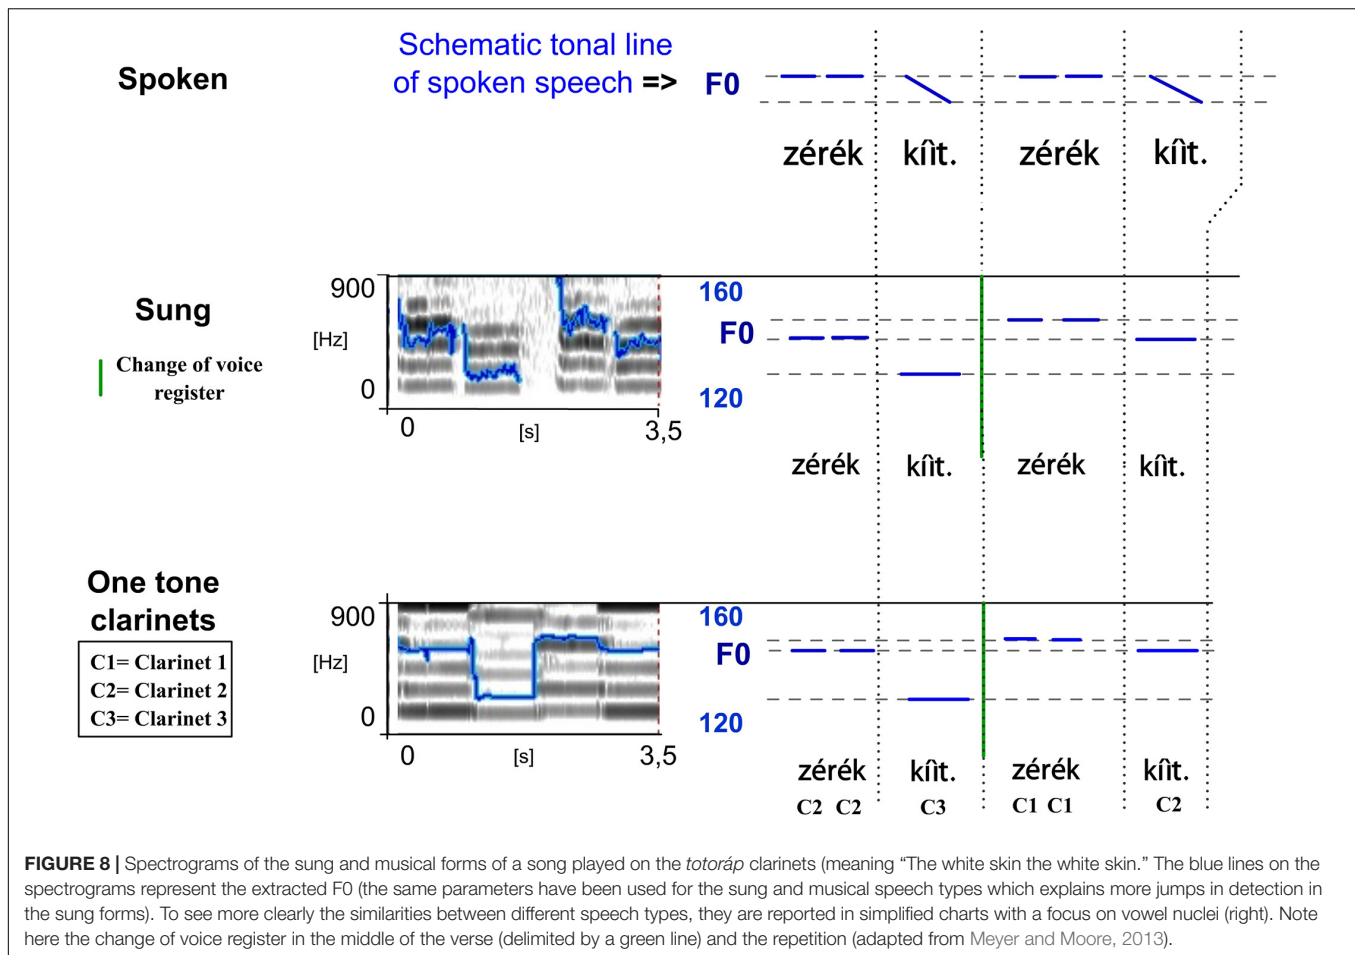 Spoken
Schematic tonal line
of spoken speech =>
F0
zérék kíìt. zérék kíìt.
Sung
Change of voice
register
900
[Hz]
0
0 [s] 3,5
160
F0
120
zérék kíìt. zérék kíìt.
One tone
clarinets
C1= Clarinet 1
C2= Clarinet 2
C3= Clarinet 3
900
[Hz]
0
0 [s] 3,5
160
F0
120
zérék kíìt. zérék kíìt.
C2 C2 C3 C1 C1 C2
FIGURE 8 | Spectrograms of the sung and musical forms of a song played on the totoráp clarinets (meaning “The white skin the white skin.” The blue lines on the
spectrograms represent the extracted F0 (the same parameters have been used for the sung and musical speech types which explains more jumps in detection in
the sung forms). To see more clearly the similarities between different speech types, they are reported in simplified charts with a focus on vowel nuclei (right). Note
here the change of voice register in the middle of the verse (delimited by a green line) and the repetition (adapted from Meyer and Moore, 2013).